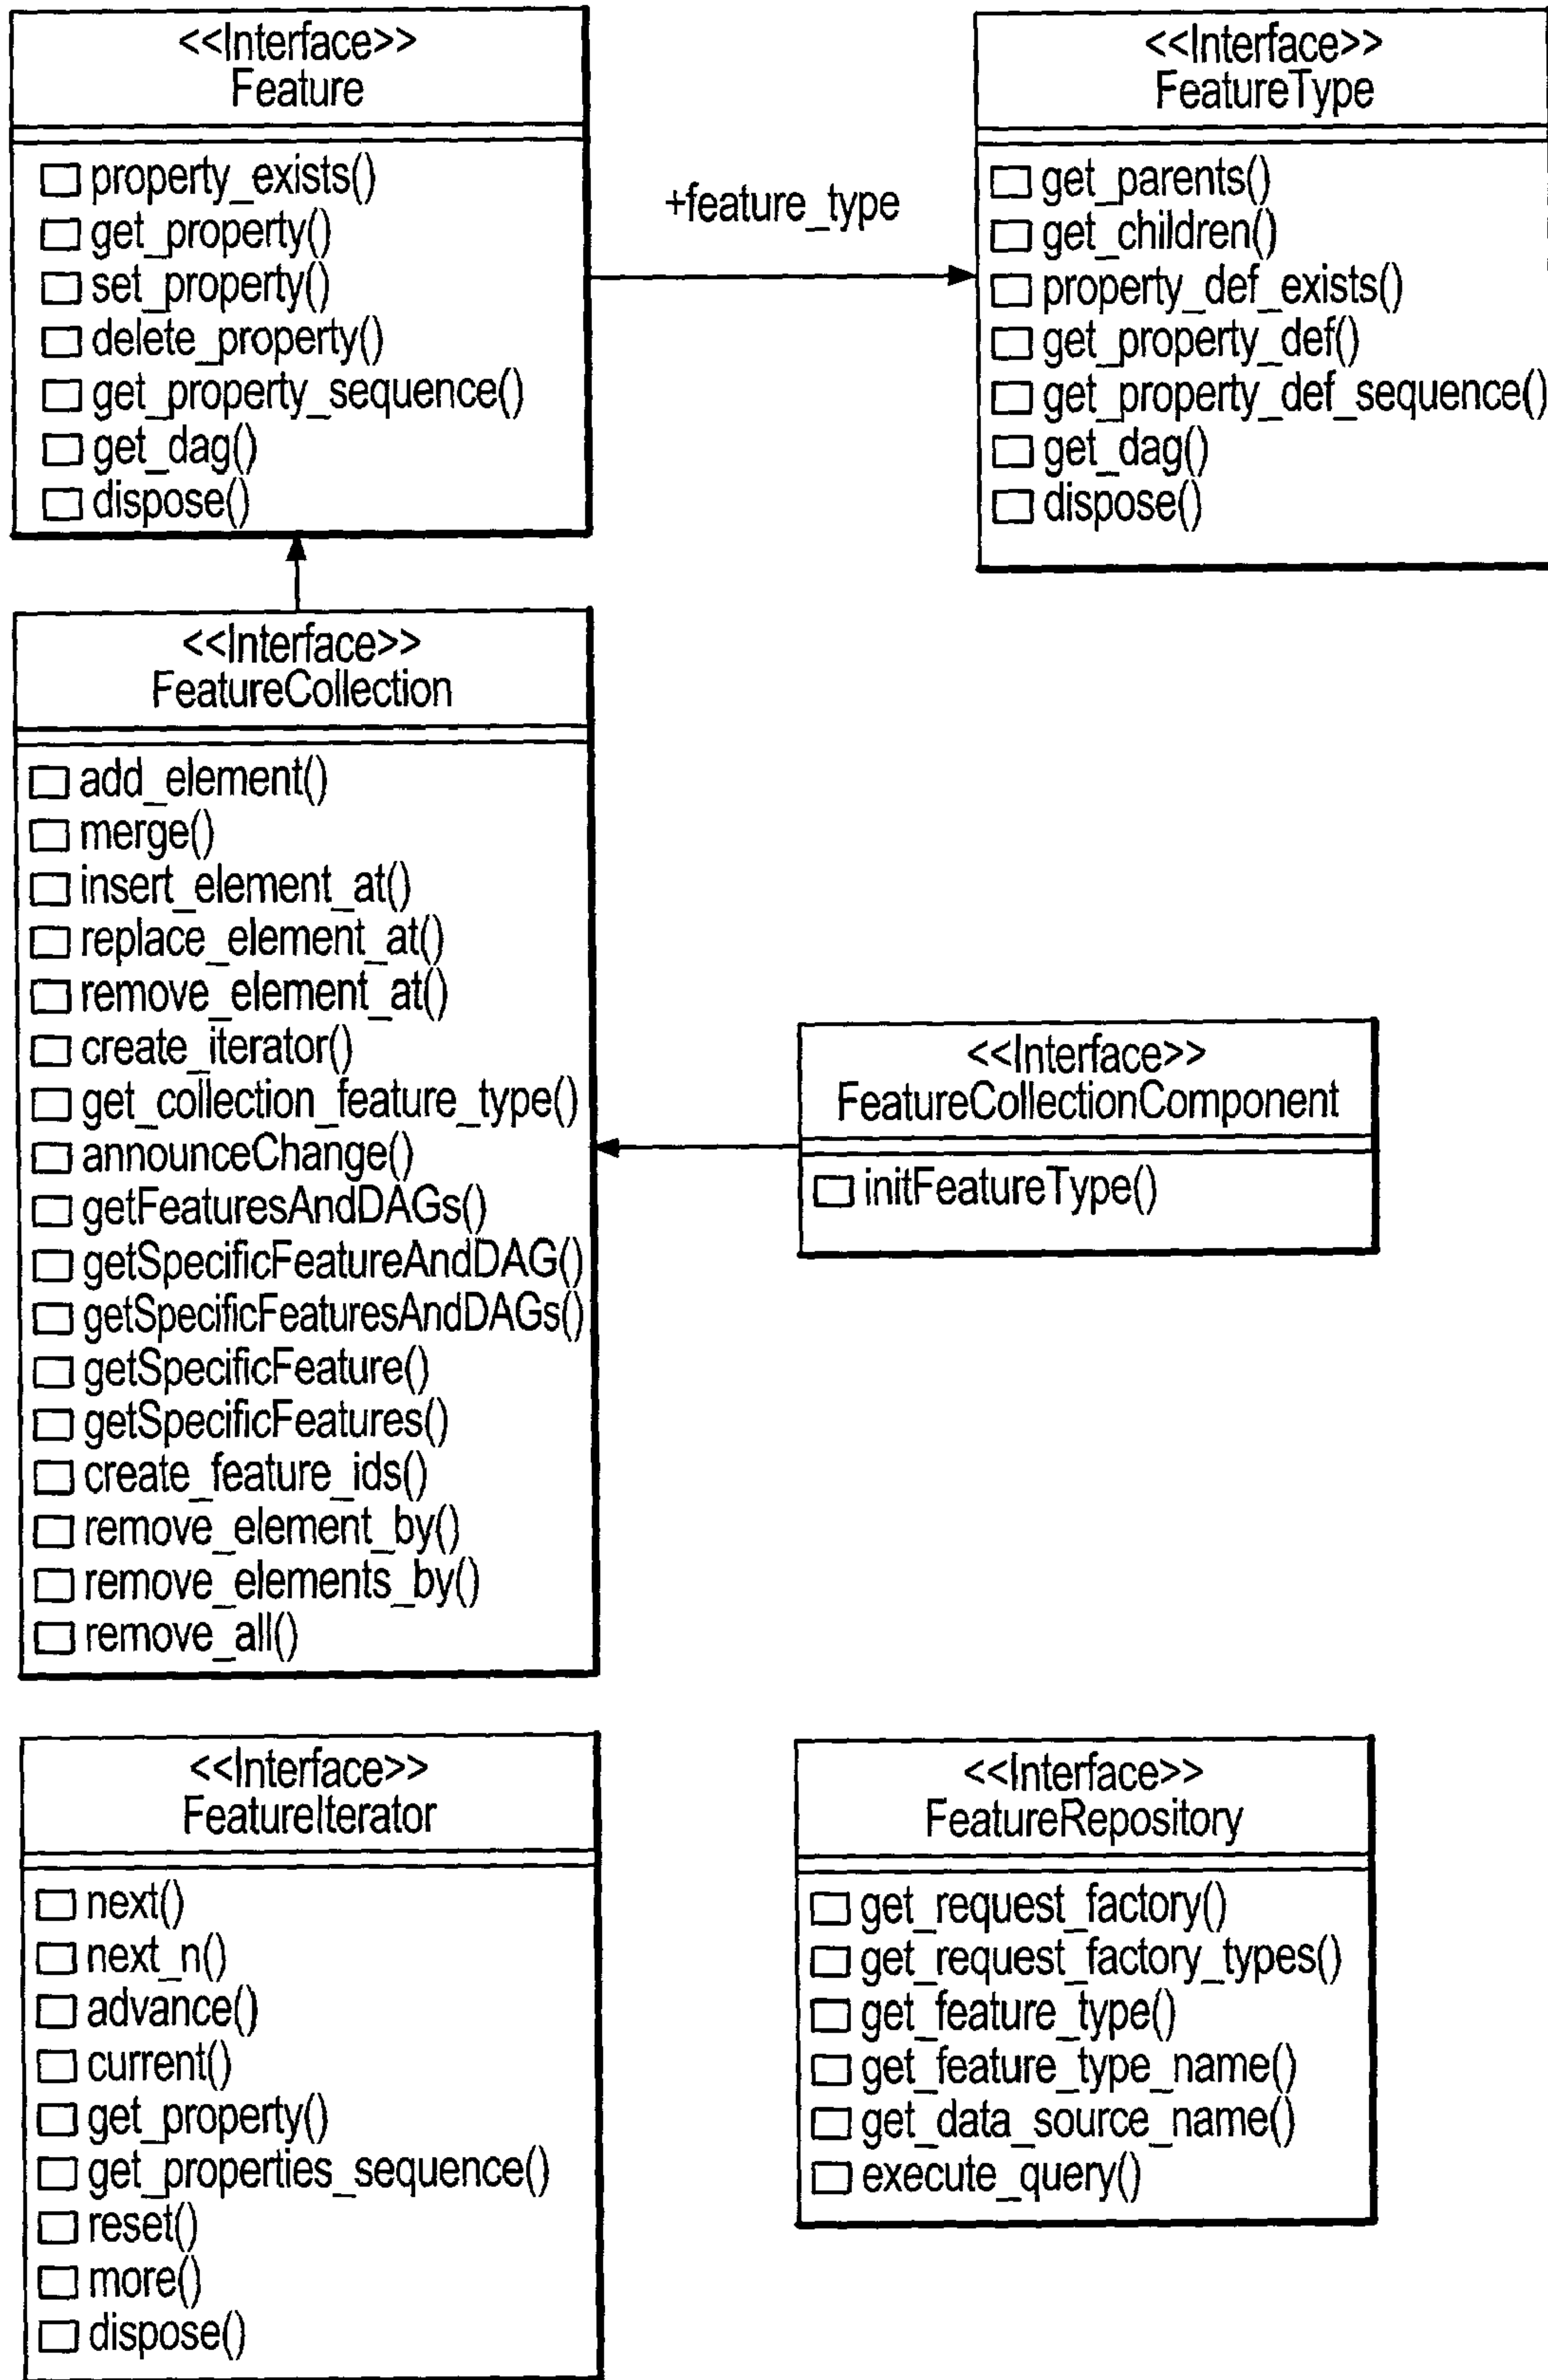 <<Interface>>
Feature
property_exists()
get_property()
set_property()
delete_property()
get_property_sequence()
get_dag()
dispose()
+feature_type
<<Interface>>
FeatureType
get_parents()
get_children()
property_def_exists()
get_property_def()
get_property_def_sequence()
get_dag()
dispose()
<<Interface>>
FeatureCollection
add_element()
merge()
insert_element_at()
replace_element_at()
remove_element_at()
create_iterator()
get_collection_feature_type()
announceChange()
getFeaturesAndDAGs()
getSpecificFeatureAndDAG()
getSpecificFeaturesAndDAGs()
getSpecificFeature()
getSpecificFeatures()
create_feature_ids()
remove_element_by()
remove_elements_by()
remove_all()
<<Interface>>
FeatureCollectionComponent
initFeatureType()
<<Interface>>
FeatureIterator
next()
next_n()
advance()
current()
get_property()
get_properties_sequence()
reset()
more()
dispose()
<<Interface>>
FeatureRepository
get_request_factory()
get_request_factory_types()
get_feature_type()
get_feature_type_name()
get_data_source_name()
execute_query()